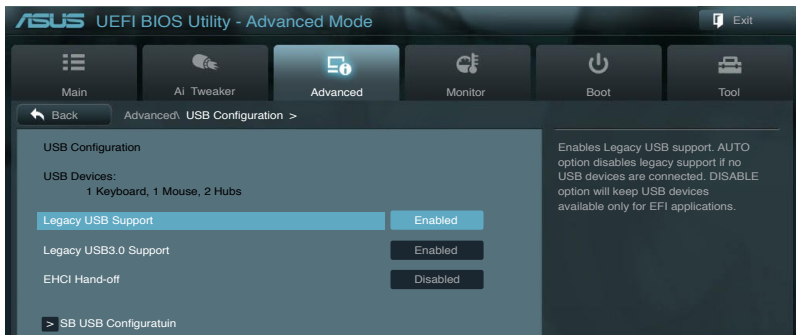 ASUS UEFI BIOS Utility - Advanced Mode
Exit
Main
Ai Tweaker
Advanced
Monitor
Boot
Tool
Back
Advanced\ USB Configuration >
USB Configuration
USB Devices:
1 Keyboard, 1 Mouse, 2 Hubs
Legacy USB Support Enabled
Legacy USB3.0 Support Enabled
EHCI Hand-off Disabled
> SB USB Configuratuin
Enables Legacy USB support. AUTO
option disables legacy support if no
USB devices are connected. DISABLE
option will keep USB devices
available only for EFI applications.